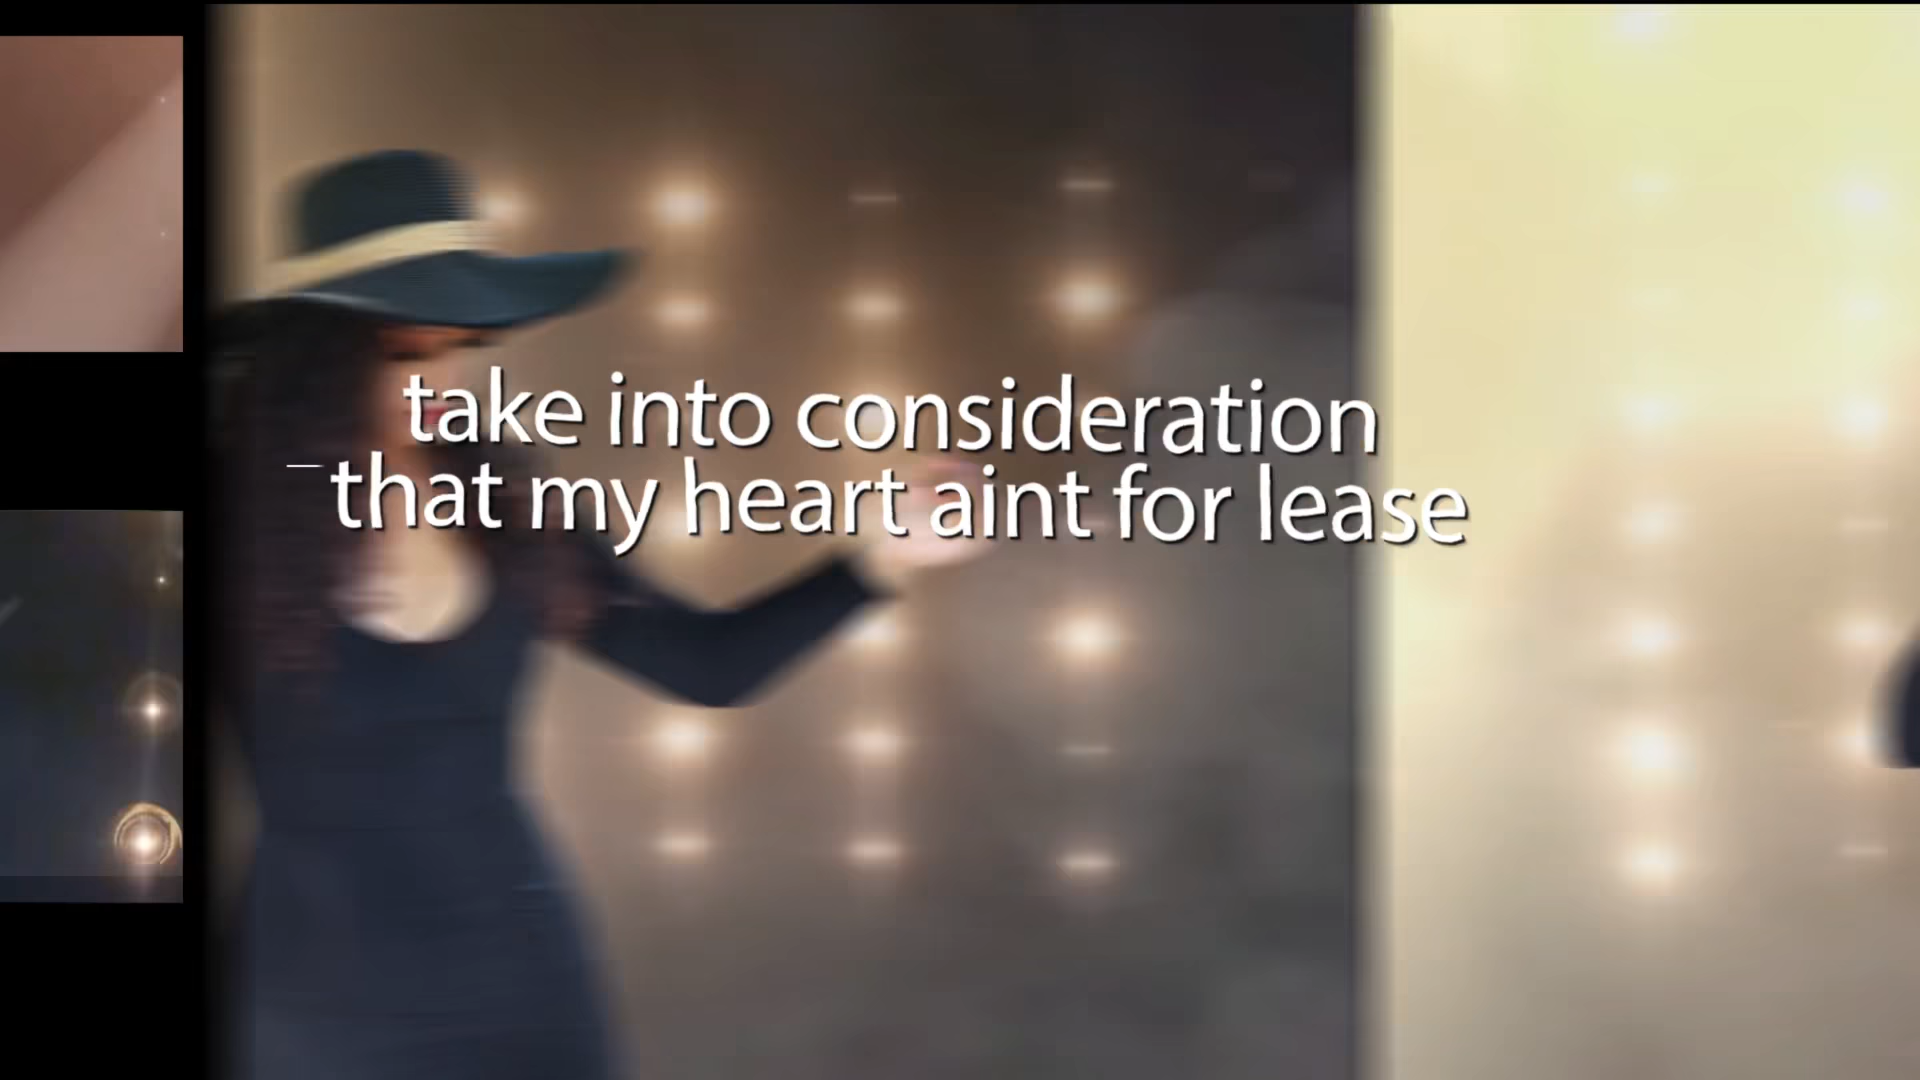 take into consideration
that my heart aint for lease